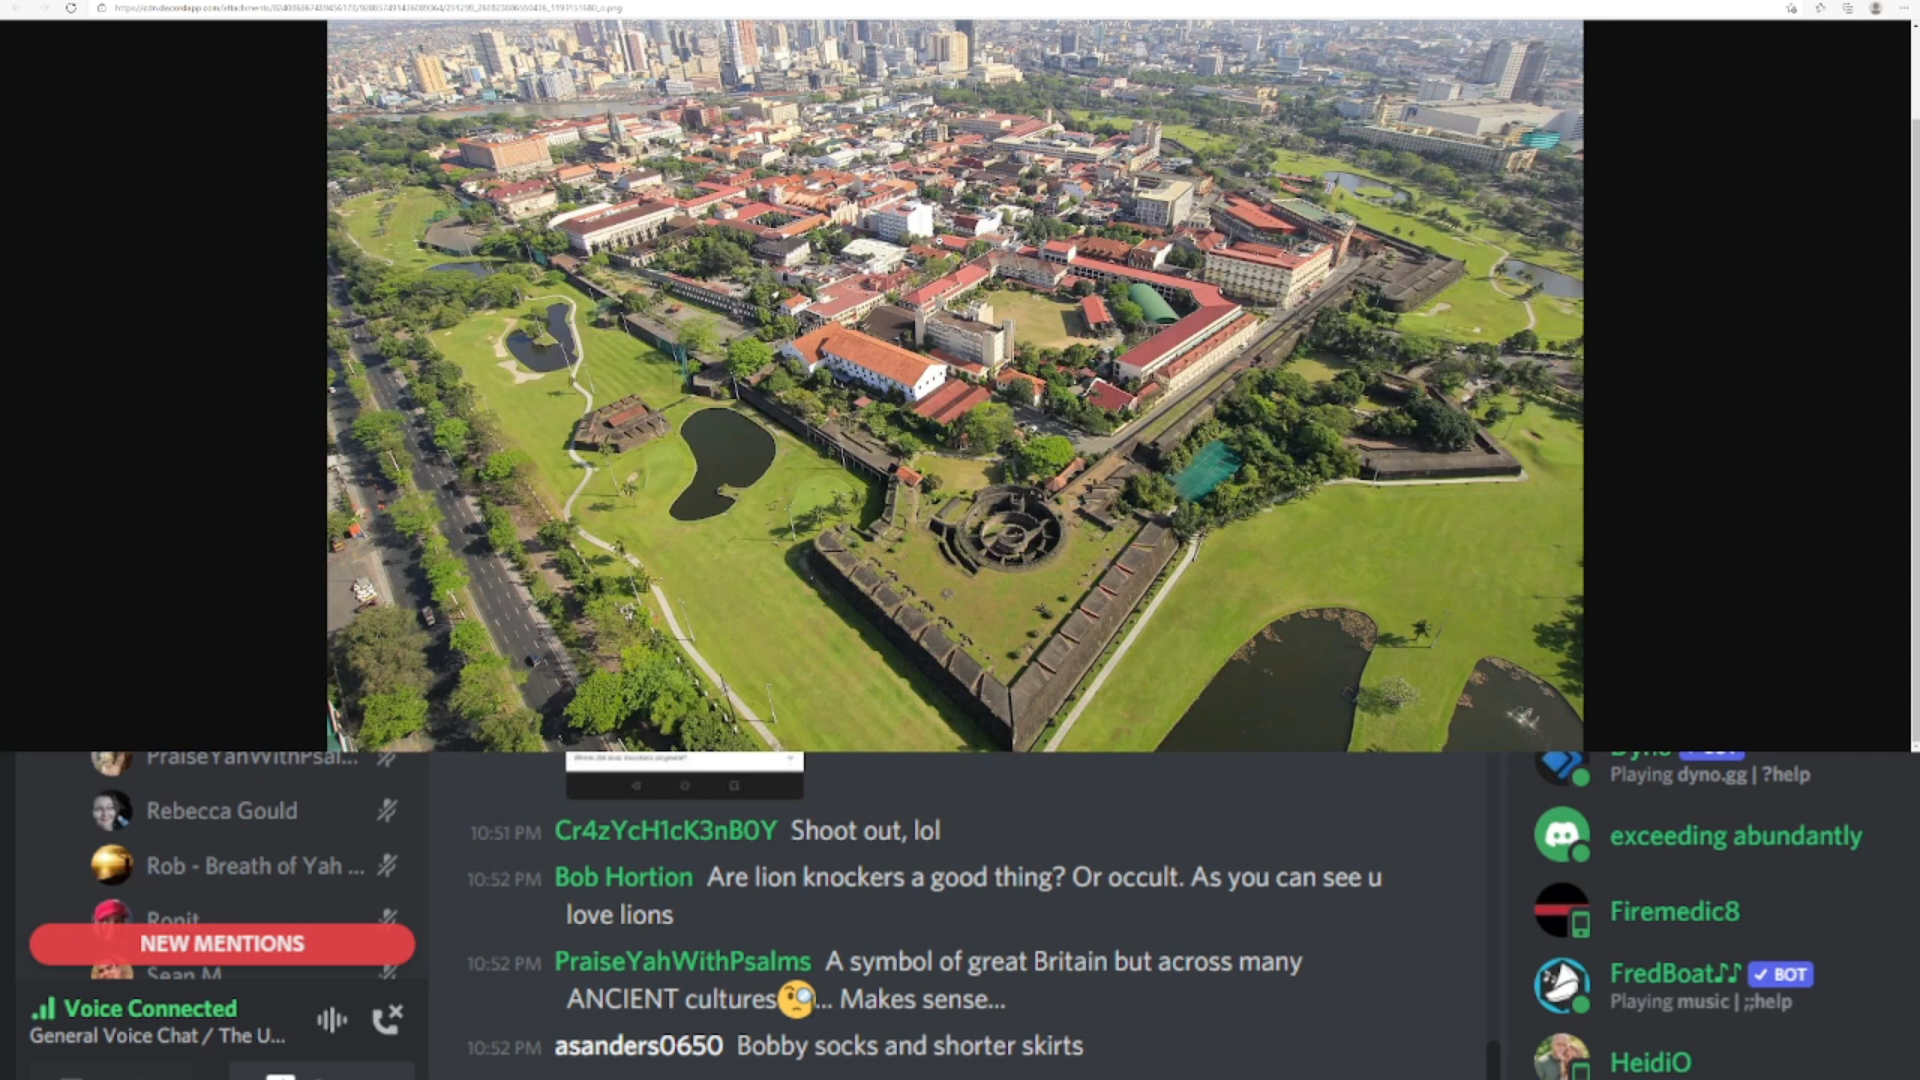 PraiseYahWithPsal...
Rebecca Gould
Rob - Breath of Yah ...
Ronit
NEW MENTIONS
Sean M
Voice Connected
General Voice Chat / The U...
10:51 PM Cr4zYcH1cK3nB0Y Shoot out, lol
10:52 PM Bob Hortion Are lion knockers a good thing? Or occult. As you can see u
love lions
10:52 PM PraiseYahWithPsalms A symbol of great Britain but across many
ANCIENT cultures🧐... Makes sense...
10:52 PM asanders0650 Bobby socks and shorter skirts
Dyno
Playing dyno.gg | ?help
exceeding abundantly
Firemedic8
FredBoat♪♪ ✓ BOT
Playing music | ;;help
HeidiO